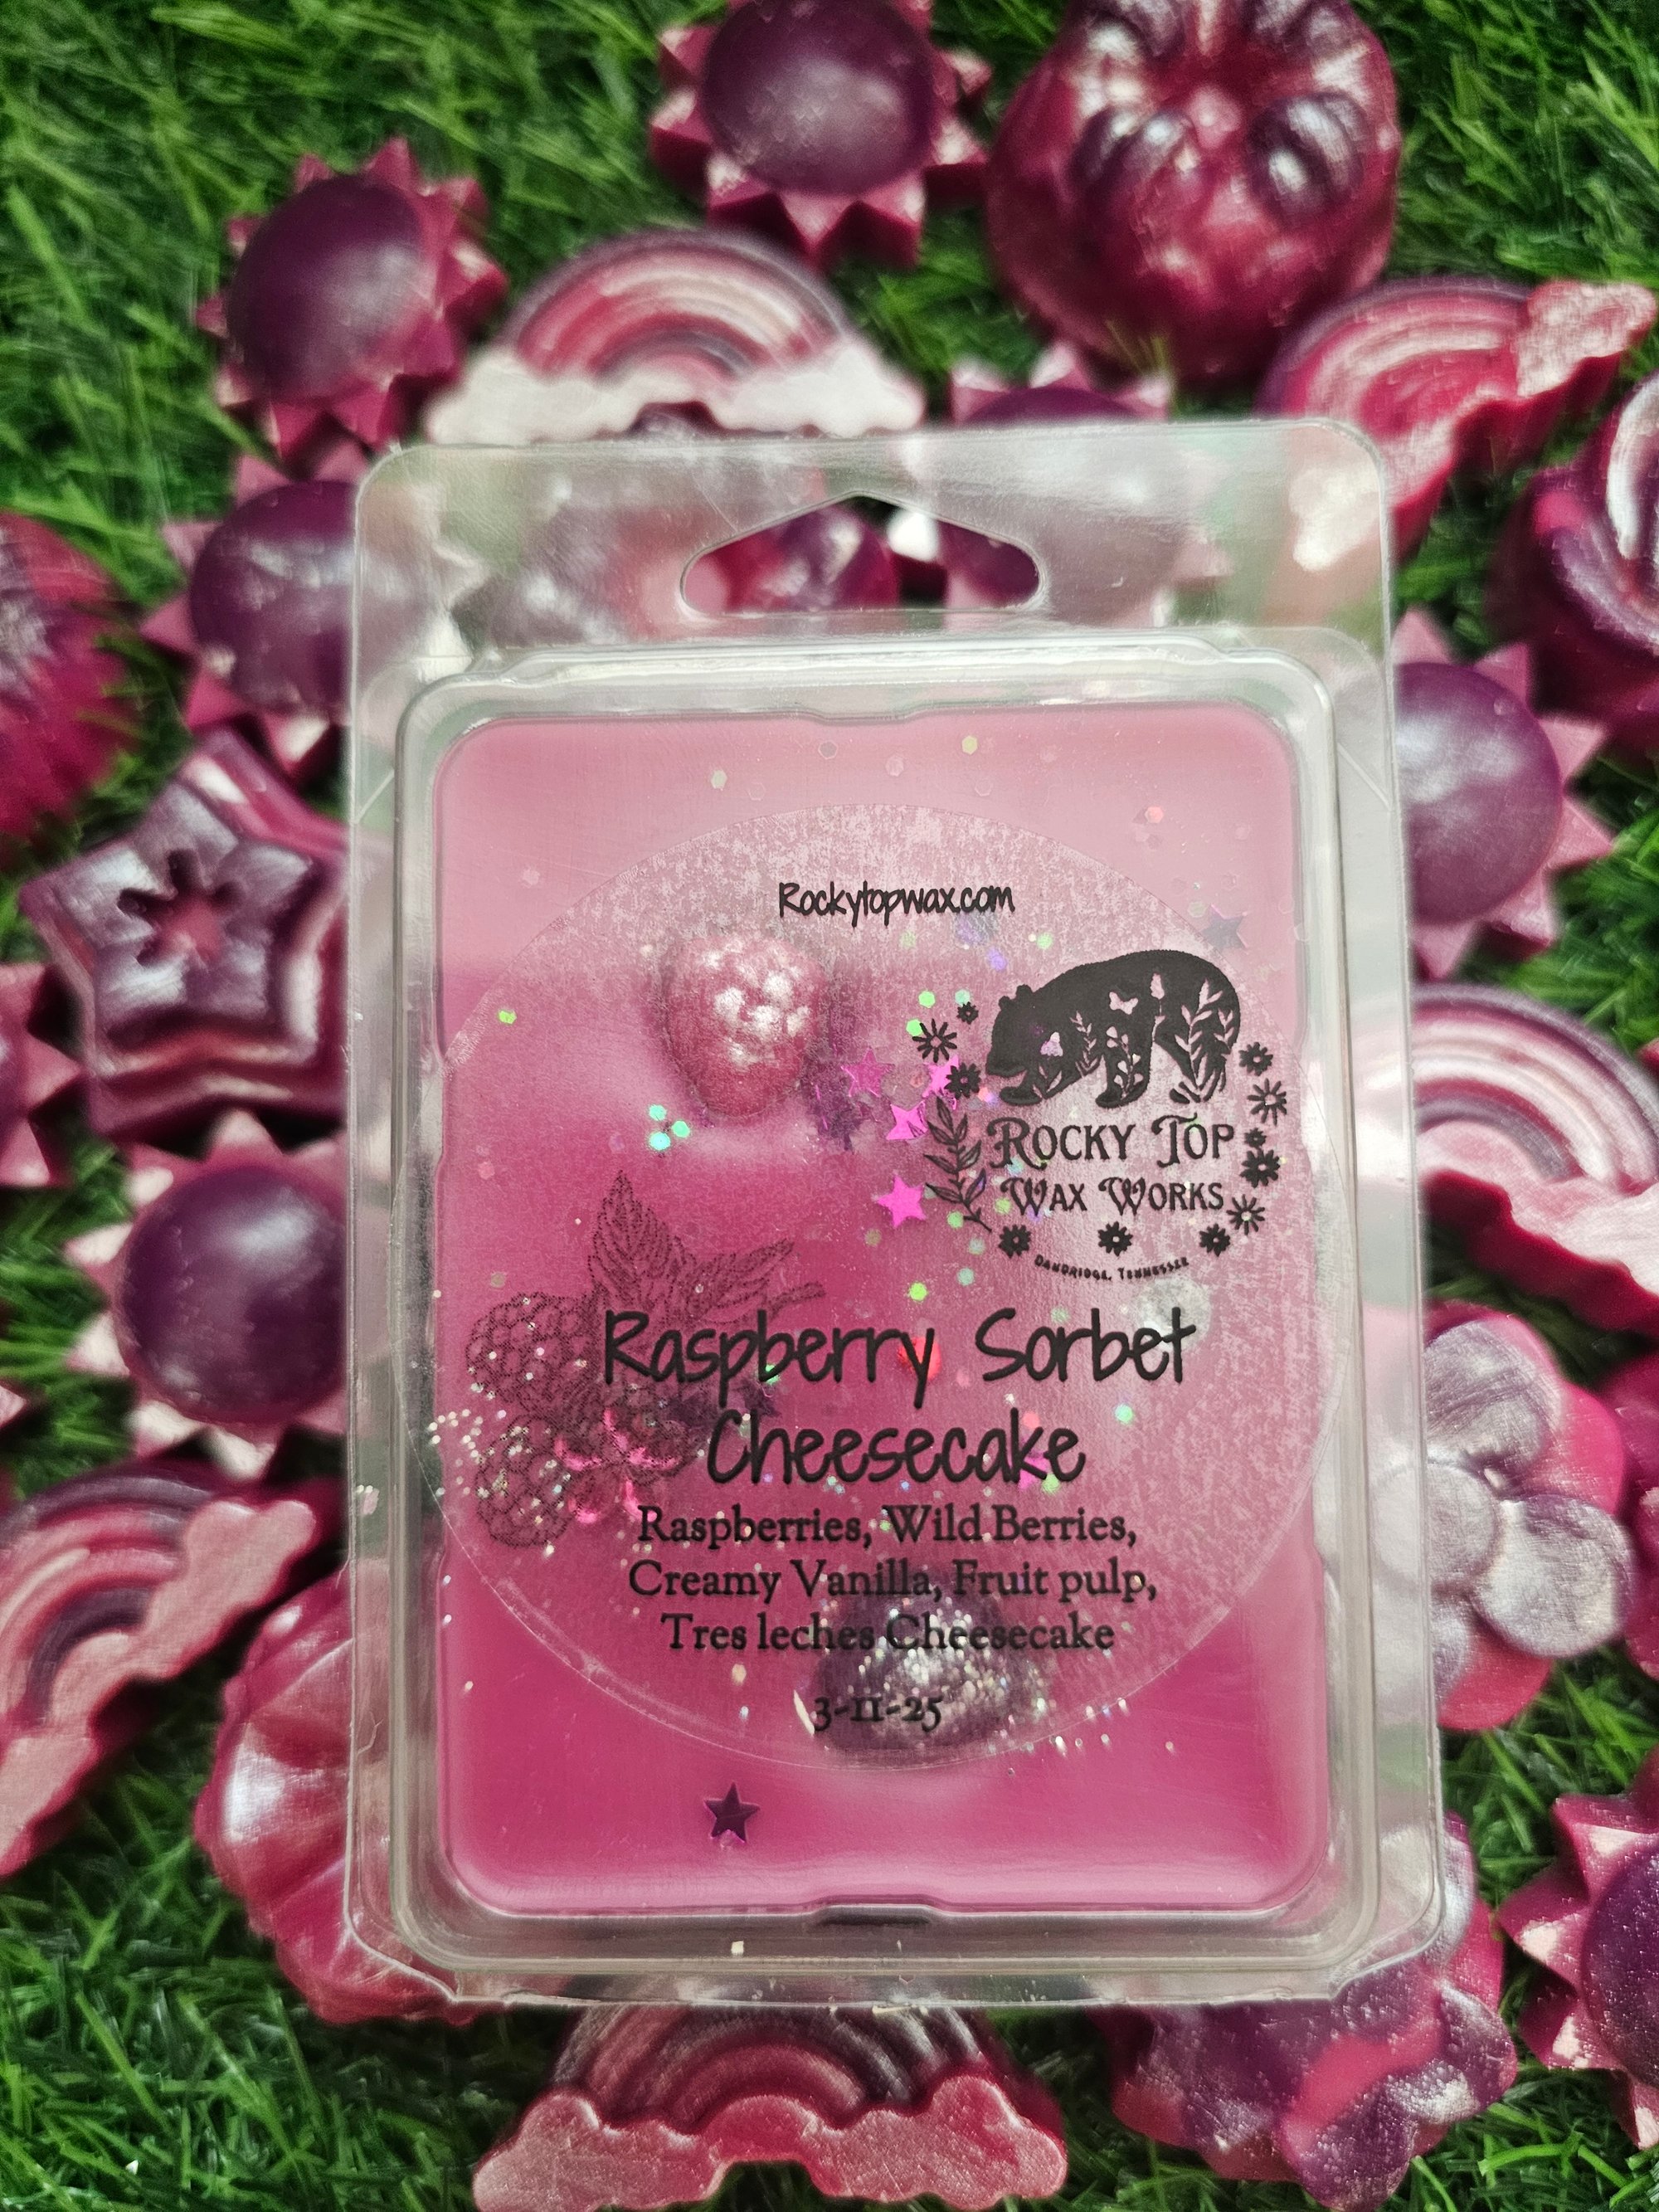 Rockytopwax.com
ROCKY TOP
WAX WORKS
DANDRIDGE, TENNESSEE
Raspberry Sorbet
Cheesecake
Raspberries, Wild Berries,
Creamy Vanilla, Fruit pulp,
Tres leches Cheesecake
3-11-25